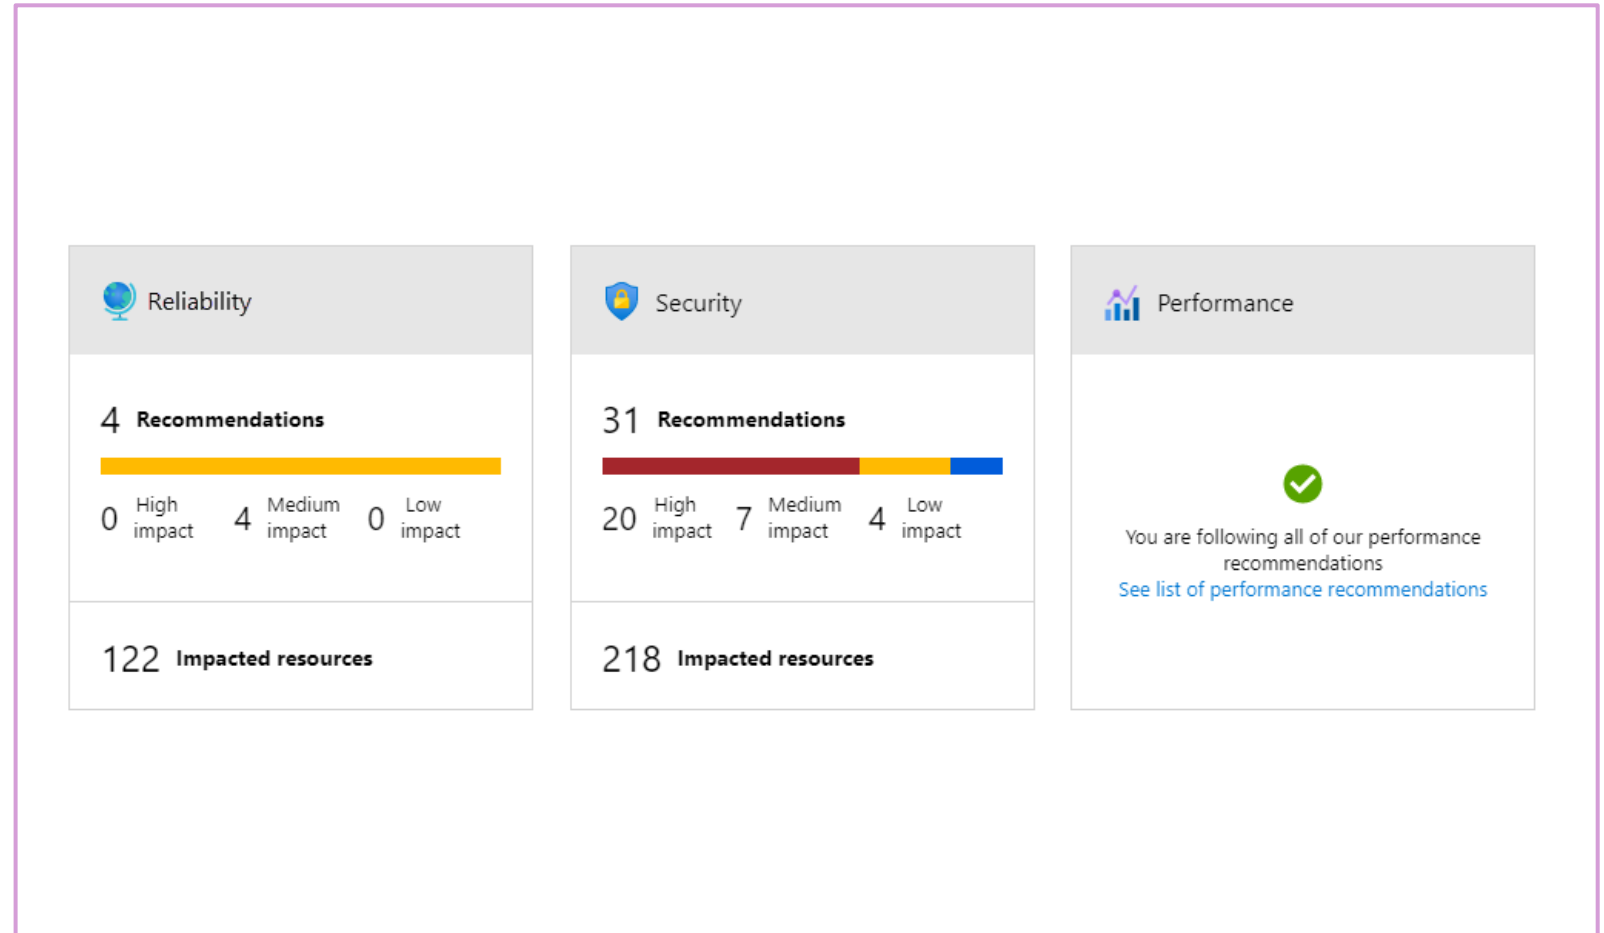 Reliability
4 Recommendations
0 High impact
4 Medium impact
0 Low impact
122 Impacted resources
Security
31 Recommendations
20 High impact
7 Medium impact
4 Low impact
218 Impacted resources
Performance
You are following all of our performance
recommendations
See list of performance recommendations